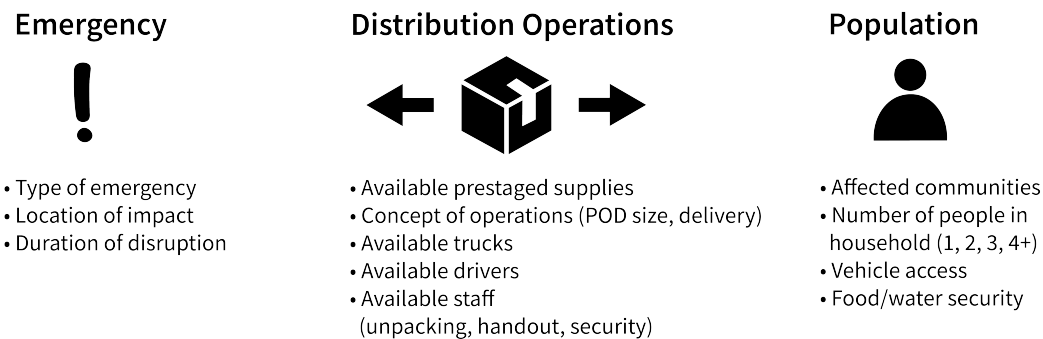 Emergency
• Type of emergency
• Location of impact
• Duration of disruption
Distribution Operations
• Available prestaged supplies
• Concept of operations (POD size, delivery)
• Available trucks
• Available drivers
• Available staff
(unpacking, handout, security)
Population
• Affected communities
• Number of people in
household (1, 2, 3, 4+)
• Vehicle access
• Food/water security